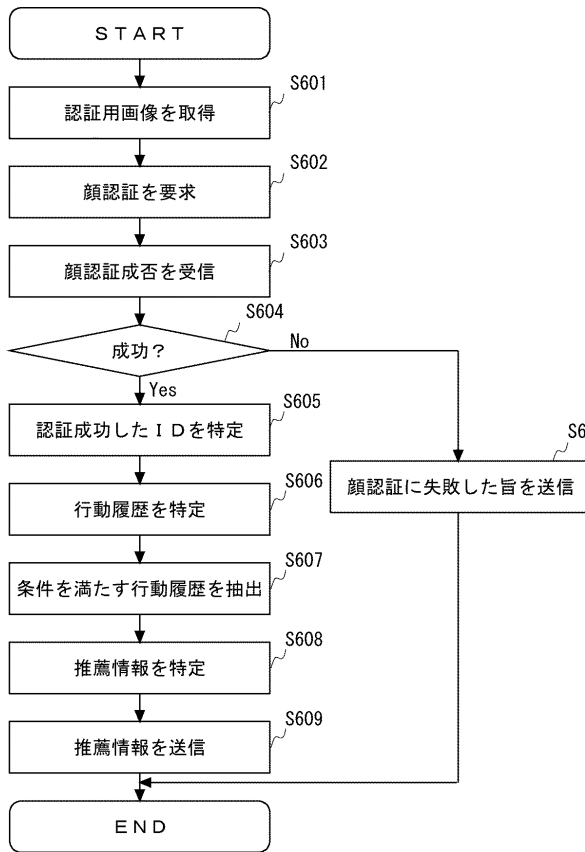 ＳＴＡＲＴ
S601
認証用画像を取得
S602
顔認証を要求
S603
顔認証成否を受信
S604
成功？
No
Yes
S605
認証成功したＩＤを特定
S6
顔認証に失敗した旨を送信
S606
行動履歴を特定
S607
条件を満たす行動履歴を抽出
S608
推薦情報を特定
S609
推薦情報を送信
ＥＮＤ